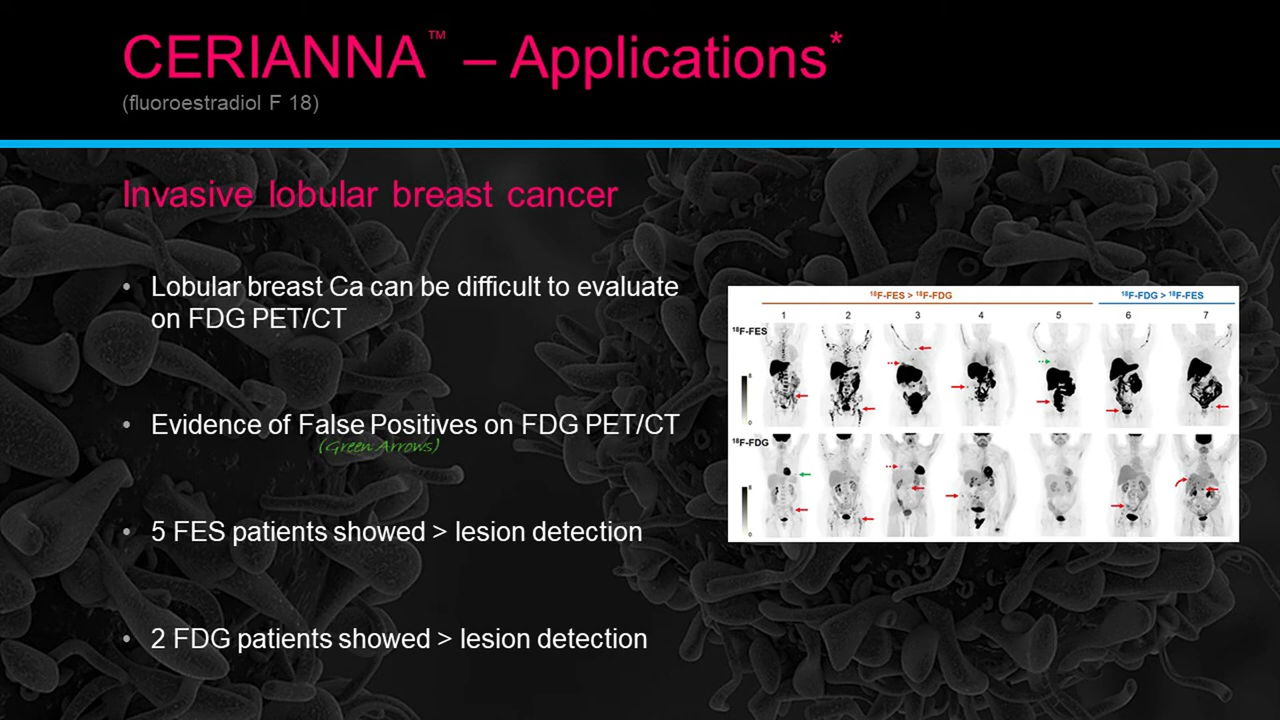 CERIANNA™ – Applications*
(fluoroestradiol F 18)
Invasive lobular breast cancer
• Lobular breast Ca can be difficult to evaluate
on FDG PET/CT
• Evidence of False Positives on FDG PET/CT
(Green Arrows)
• 5 FES patients showed > lesion detection
• 2 FDG patients showed > lesion detection
¹⁸F-FES > ¹⁸F-FDG
¹⁸F-FDG > ¹⁸F-FES
1 2 3 4 5 6 7
¹⁸F-FES
¹⁸F-FDG